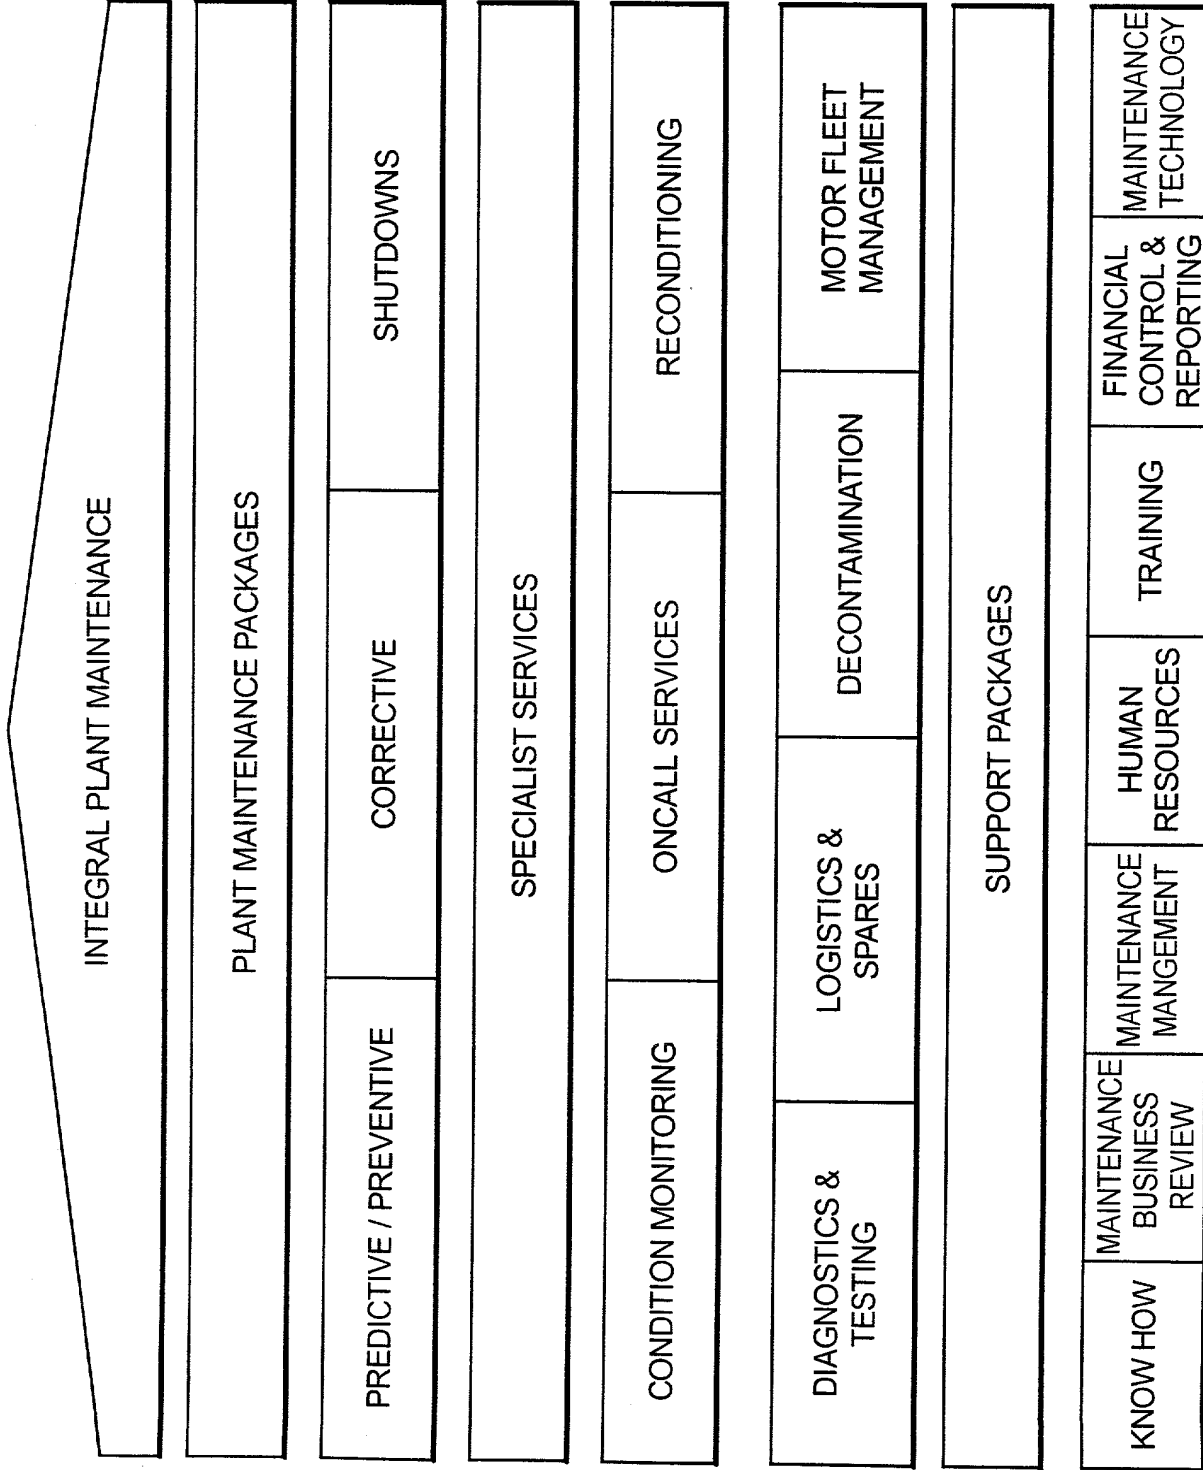 INTEGRAL PLANT MAINTENANCE
PLANT MAINTENANCE PACKAGES
PREDICTIVE / PREVENTIVE
CORRECTIVE
SHUTDOWNS
SPECIALIST SERVICES
CONDITION MONITORING
ONCALL SERVICES
RECONDITIONING
DIAGNOSTICS &
TESTING
LOGISTICS &
SPARES
DECONTAMINATION
MOTOR FLEET
MANAGEMENT
SUPPORT PACKAGES
KNOW HOW
MAINTENANCE
BUSINESS
REVIEW
MAINTENANCE
MANGEMENT
HUMAN
RESOURCES
TRAINING
FINANCIAL
CONTROL &
REPORTING
MAINTENANCE
TECHNOLOGY